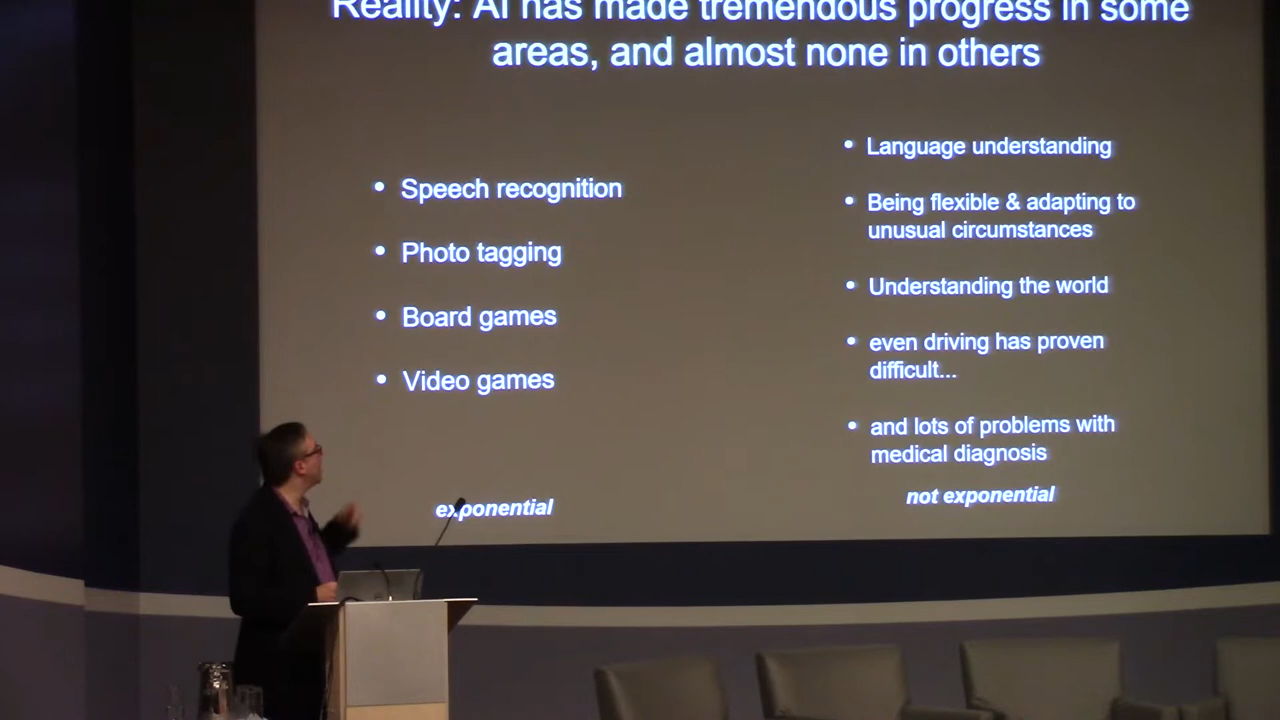 Reality: AI has made tremendous progress in some
areas, and almost none in others
• Speech recognition
• Photo tagging
• Board games
• Video games
exponential
• Language understanding
• Being flexible & adapting to
unusual circumstances
• Understanding the world
• even driving has proven
difficult...
• and lots of problems with
medical diagnosis
not exponential